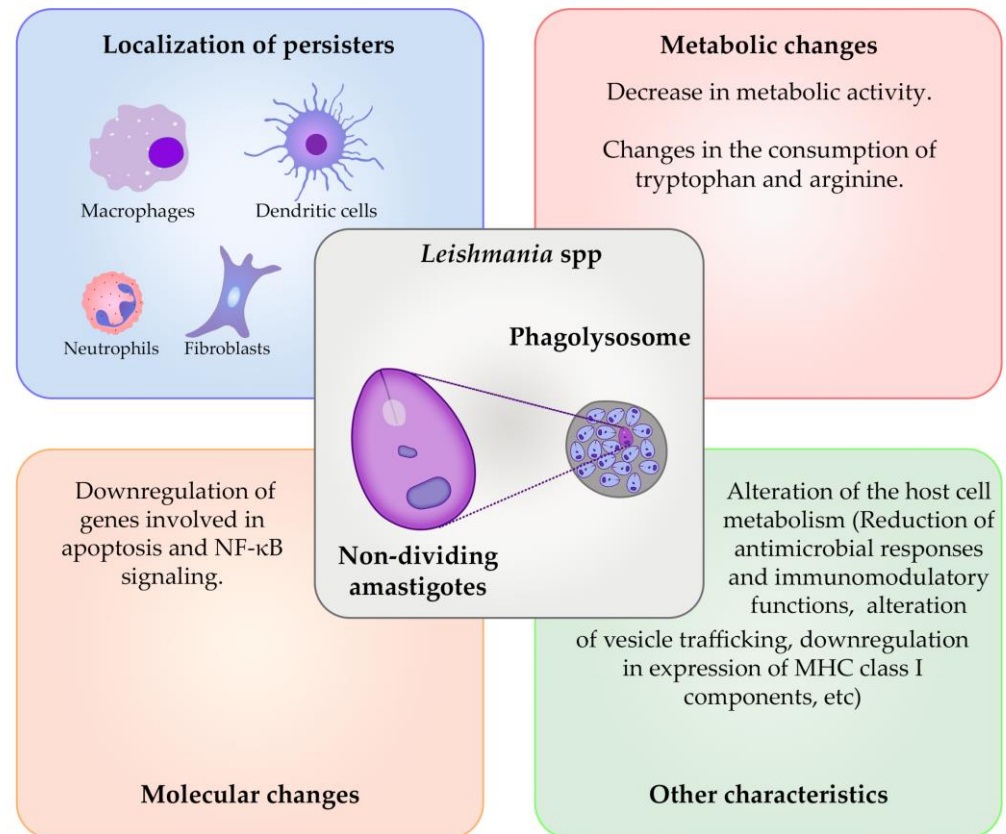 Localization of persisters
Macrophages
Dendritic cells
Neutrophils
Fibroblasts
Metabolic changes
Decrease in metabolic activity.
Changes in the consumption of
tryptophan and arginine.
Leishmania spp
Phagolysosome
Non-dividing
amastigotes
Downregulation of
genes involved in
apoptosis and NF-κB
signaling.
Molecular changes
Alteration of the host cell
metabolism (Reduction of
antimicrobial responses
and immunomodulatory
functions, alteration
of vesicle trafficking, downregulation
in expression of MHC class I
components, etc)
Other characteristics